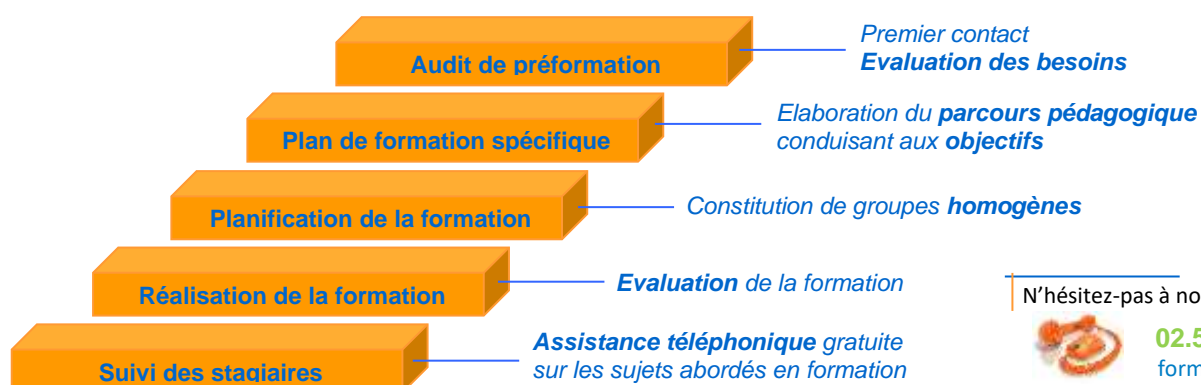 Audit de préformation
Premier contact
Evaluation des besoins
Plan de formation spécifique
Elaboration du parcours pédagogique
conduisant aux objectifs
Planification de la formation
Constitution de groupes homogènes
Réalisation de la formation
Evaluation de la formation
Suivi des stagiaires
Assistance téléphonique gratuite
sur les sujets abordés en formation
N'hésitez-pas à
02.5